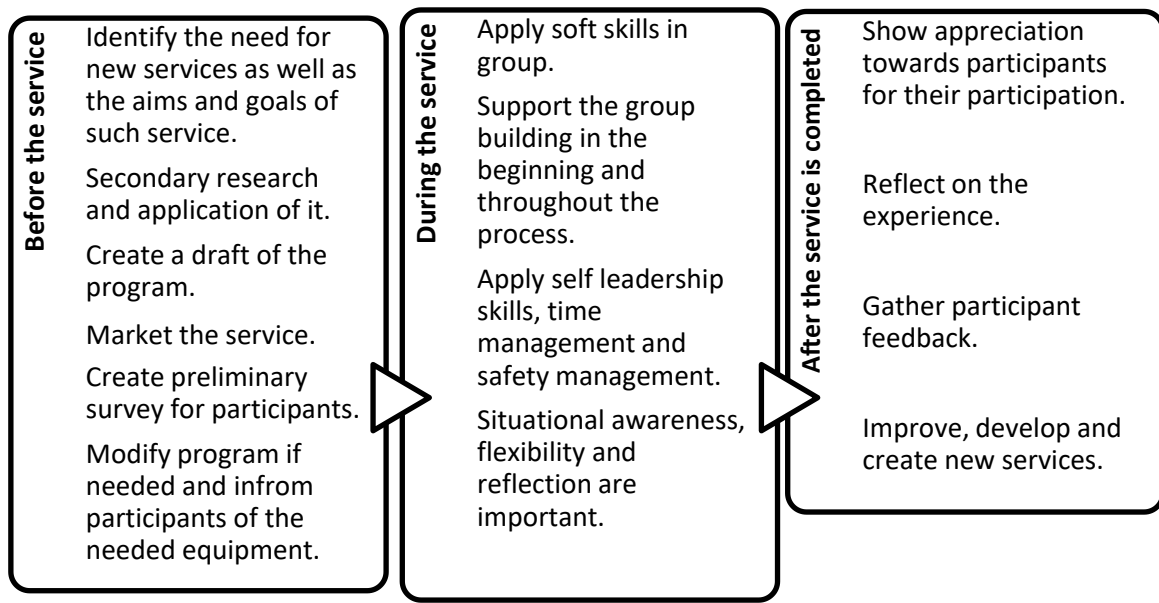 Before the service
Identify the need for
new services as well as
the aims and goals of
such service.
Secondary research
and application of it.
Create a draft of the
program.
Market the service.
Create preliminary
survey for participants.
Modify program if
needed and infrom
participants of the
needed equipment.
During the service
Apply soft skills in
group.
Support the group
building in the
beginning and
throughout the
process.
Apply self leadership
skills, time
management and
safety management.
Situational awareness,
flexibility and
reflection are
important.
After the service is completed
Show appreciation
towards participants
for their participation.
Reflect on the
experience.
Gather participant
feedback.
Improve, develop and
create new services.